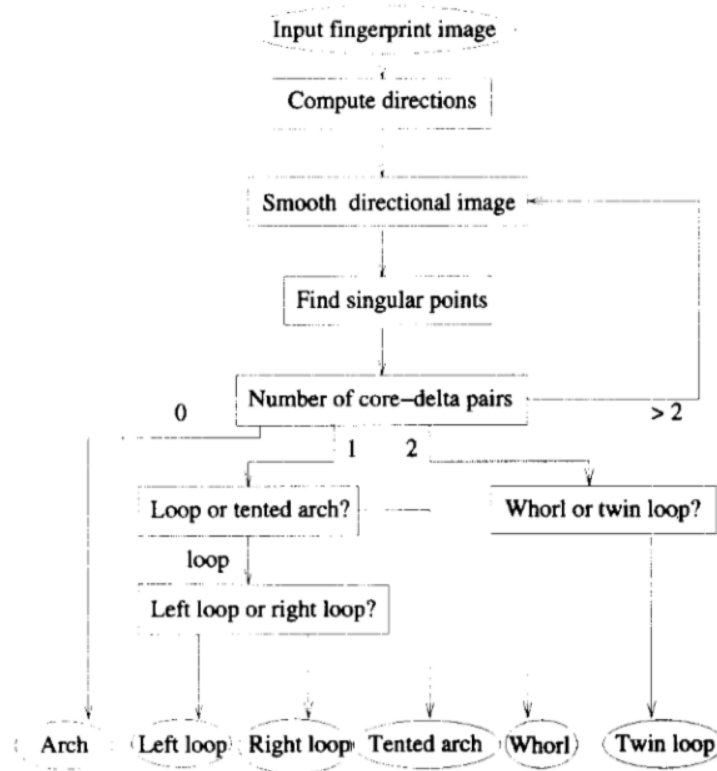 Input fingerprint image
Compute directions
Smooth directional image
Find singular points
Number of core–delta pairs
0
> 2
1
2
Loop or tented arch?
Whorl or twin loop?
loop
Left loop or right loop?
Arch
Left loop
Right loop
Tented arch
Whorl
Twin loop